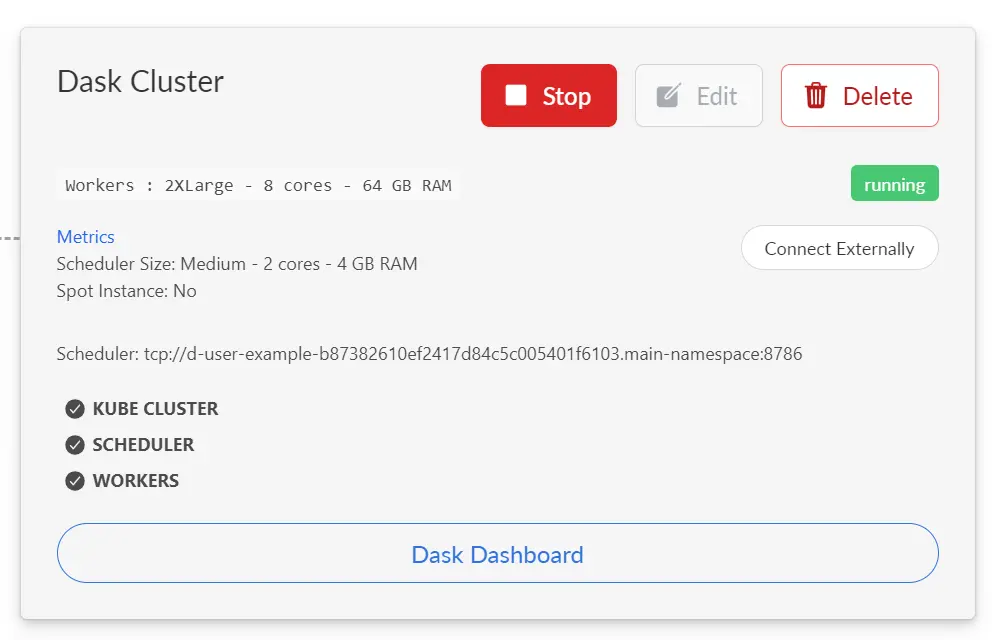 Dask Cluster
Stop
Edit
Delete
Workers : 2XLarge - 8 cores - 64 GB RAM
running
Metrics
Connect Externally
Scheduler Size: Medium - 2 cores - 4 GB RAM
Spot Instance: No
Scheduler: tcp://d-user-example-b87382610ef2417d84c5c005401f6103.main-namespace:8786
KUBE CLUSTER
SCHEDULER
WORKERS
Dask Dashboard